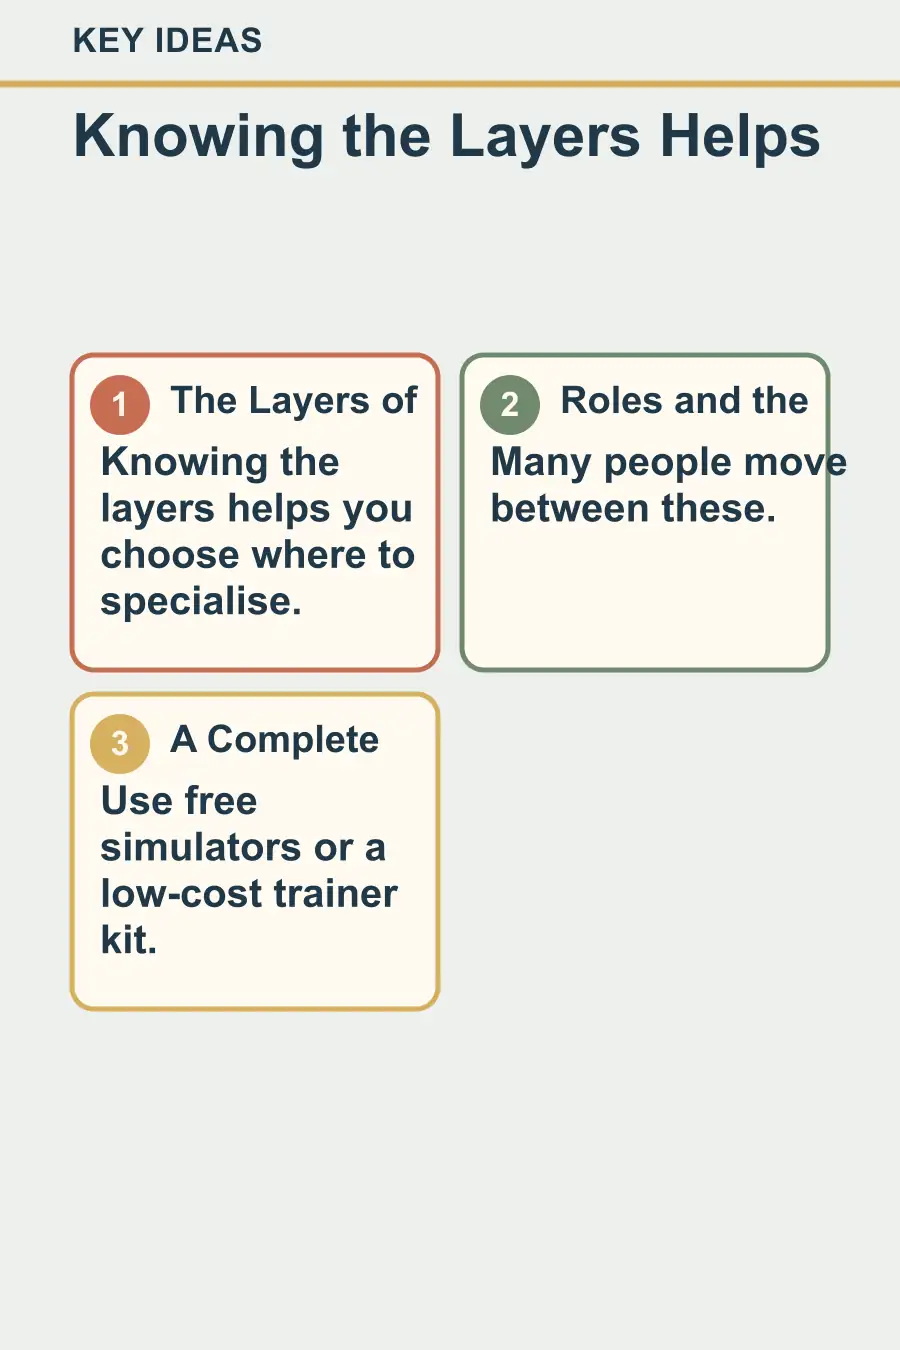 KEY IDEAS
Knowing the Layers Helps
1 The Layers of
Knowing the
layers helps you
choose where to
specialise.
2 Roles and the
Many people move
between these.
3 A Complete
Use free
simulators or a
low-cost trainer
kit.